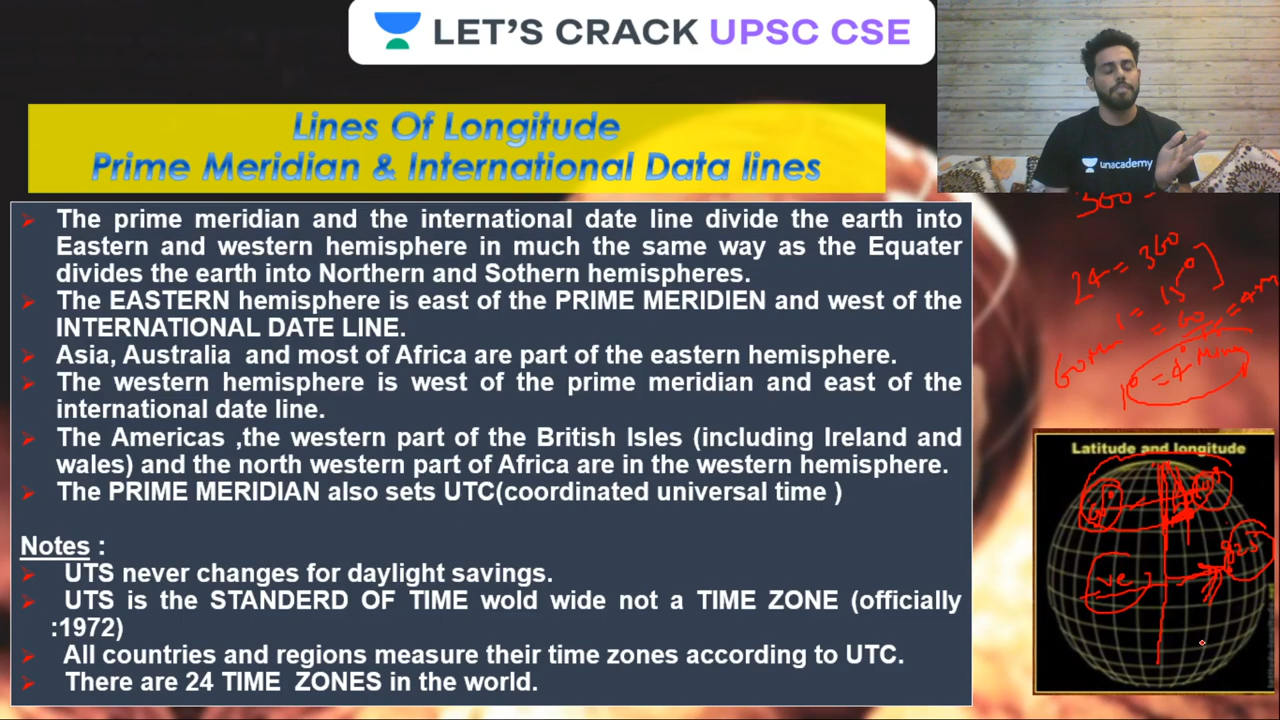 LET'S CRACK UPSC CSE
unacademy
Lines Of Longitude
Prime Meridian & International Data lines
The prime meridian and the international date line divide the earth into
Eastern and western hemisphere in much the same way as the Equater
divides the earth into Northern and Sothern hemispheres.
The EASTERN hemisphere is east of the PRIME MERIDIEN and west of the
INTERNATIONAL DATE LINE.
Asia, Australia and most of Africa are part of the eastern hemisphere.
The western hemisphere is west of the prime meridian and east of the
international date line.
The Americas ,the western part of the British Isles (including Ireland and
wales) and the north western part of Africa are in the western hemisphere.
The PRIME MERIDIAN also sets UTC(coordinated universal time )
Notes :
UTS never changes for daylight savings.
UTS is the STANDERD OF TIME wold wide not a TIME ZONE (officially
:1972)
All countries and regions measure their time zones according to UTC.
There are 24 TIME ZONES in the world.
360 -
24 = 360
1 = 15°
60 Min = 60
1° = 4 Mins
Latitude and longitude
82.5